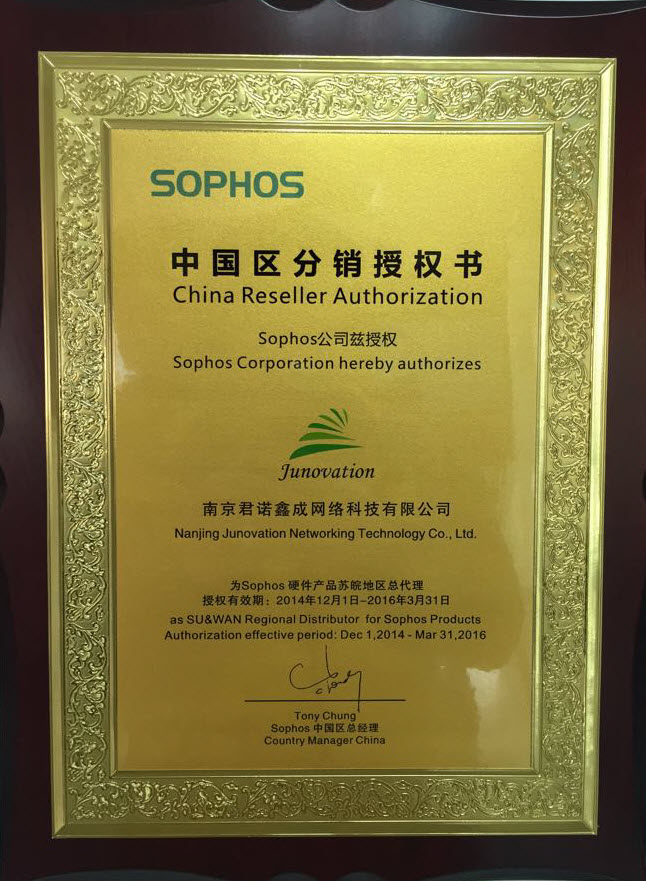 SOPHOS
中国区分销授权书
China Reseller Authorization
Sophos公司兹授权
Sophos Corporation hereby authorizes
Junovation
南京君诺鑫成网络科技有限公司
Nanjing Junovation Networking Technology Co., Ltd.
为Sophos 硬件产品苏皖地区总代理
授权有效期：2014年12月1日-2016年3月31日
as SU&WAN Regional Distributor for Sophos Products
Authorization effective period: Dec 1,2014 - Mar 31,2016
Tony Chung
Sophos 中国区总经理
Country Manager China